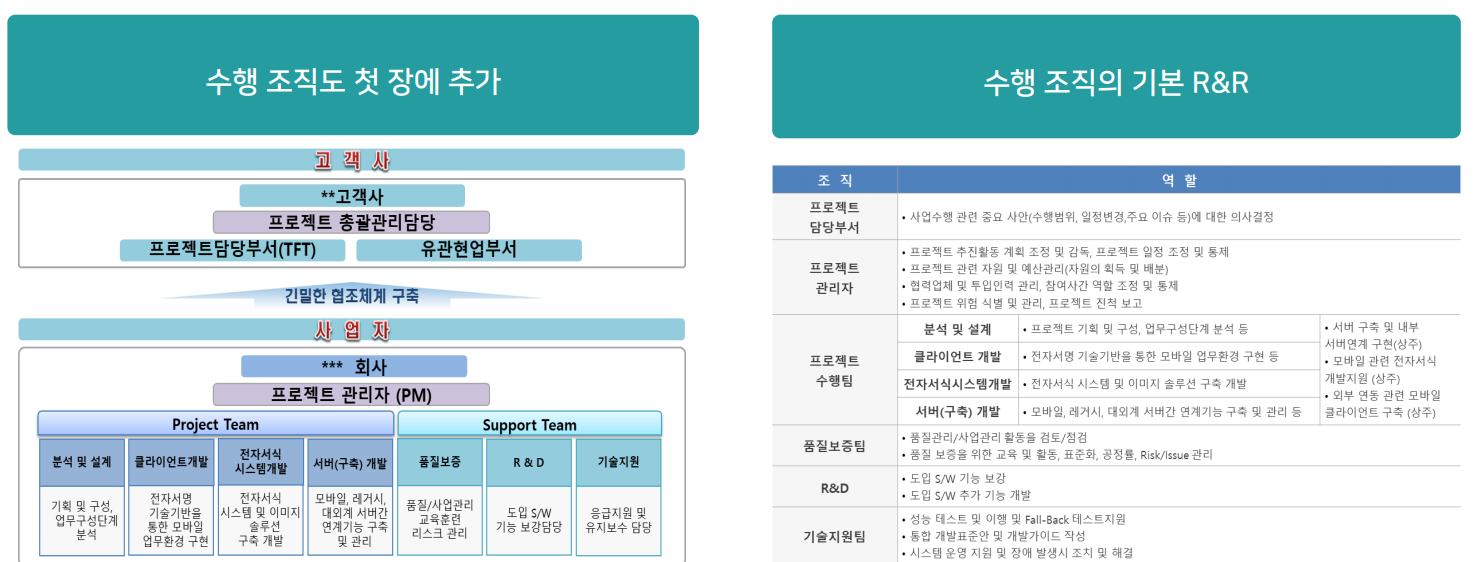 수행 조직도 첫 장에 추가
고 객 사
**고객사
프로젝트 총괄관리담당
프로젝트담당부서(TFT)
유관현업부서
긴밀한 협조체계 구축
사 업 자
*** 회사
프로젝트 관리자 (PM)
Project Team
Support Team
분석 및 설계
클라이언트개발
전자서식
시스템개발
서버(구축) 개발
품질보증
R & D
기술지원
기획 및 구성,
업무구성단계
분석
전자서명
기술기반을
통한 모바일
업무환경 구현
전자서식
시스템 및 이미지
솔루션
구축 개발
모바일, 레거시,
대외계 서버간
연계기능 구축
및 관리
품질/사업관리
교육훈련
리스크 관리
도입 S/W
기능 보강담당
응급지원 및
유지보수 담당
수행 조직의 기본 R&R
조 직
역 할
프로젝트
담당부서
• 사업수행 관련 중요 사안(수행범위, 일정변경,주요 이슈 등)에 대한 의사결정
프로젝트
관리자
• 프로젝트 추진활동 계획 조정 및 감독, 프로젝트 일정 조정 및 통제
• 프로젝트 관련 자원 및 예산관리(자원의 획득 및 배분)
• 협력업체 및 투입인력 관리, 참여사간 역할 조정 및 통제
• 프로젝트 위험 식별 및 관리, 프로젝트 진척 보고
프로젝트
수행팀
분석 및 설계
• 프로젝트 기획 및 구성, 업무구성단계 분석 등
클라이언트 개발
• 전자서명 기술기반을 통한 모바일 업무환경 구현 등
전자서식시스템개발
• 전자서식 시스템 및 이미지 솔루션 구축 개발
서버(구축) 개발
• 모바일, 레거시, 대외계 서버간 연계기능 구축 및 관리 등
• 서버 구축 및 내부
서버연계 구현(상주)
• 모바일 관련 전자서식
개발지원 (상주)
• 외부 연동 관련 모바일
클라이언트 구축 (상주)
품질보증팀
• 품질관리/사업관리 활동을 검토/점검
• 품질 보증을 위한 교육 및 활동, 표준화, 공정률, Risk/Issue 관리
R&D
• 도입 S/W 기능 보강
• 도입 S/W 추가 기능 개발
기술지원팀
• 성능 테스트 및 이행 및 Fall-Back 테스트지원
• 통합 개발표준안 및 개발가이드 작성
• 시스템 운영 지원 및 장애 발생시 조치 및 해결